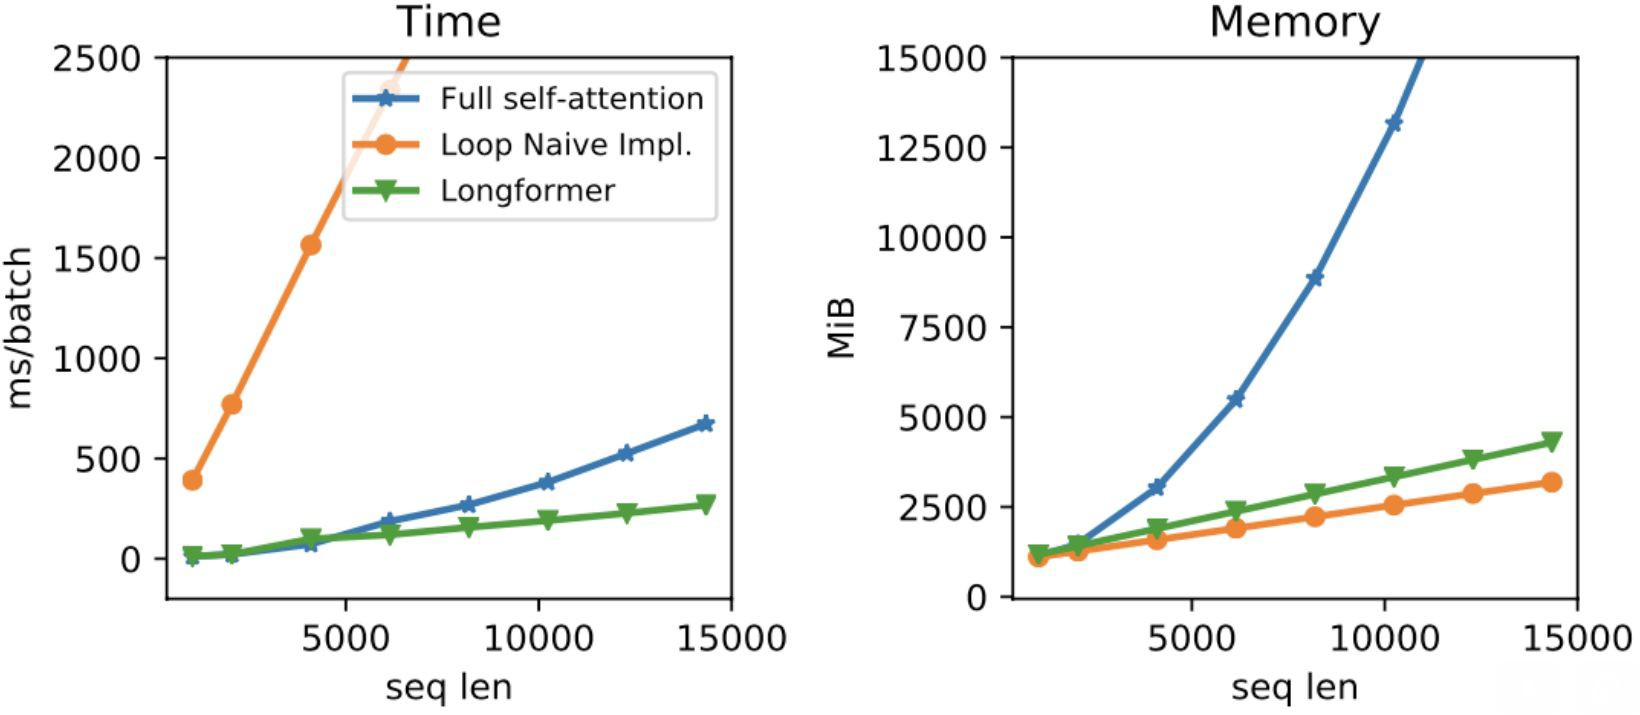 Time
2500
2000
1500
1000
500
0
ms/batch
5000 10000 15000
seq len
Full self-attention
Loop Naive Impl.
Longformer
Memory
15000
12500
10000
7500
5000
2500
0
MiB
5000 10000 15000
seq len